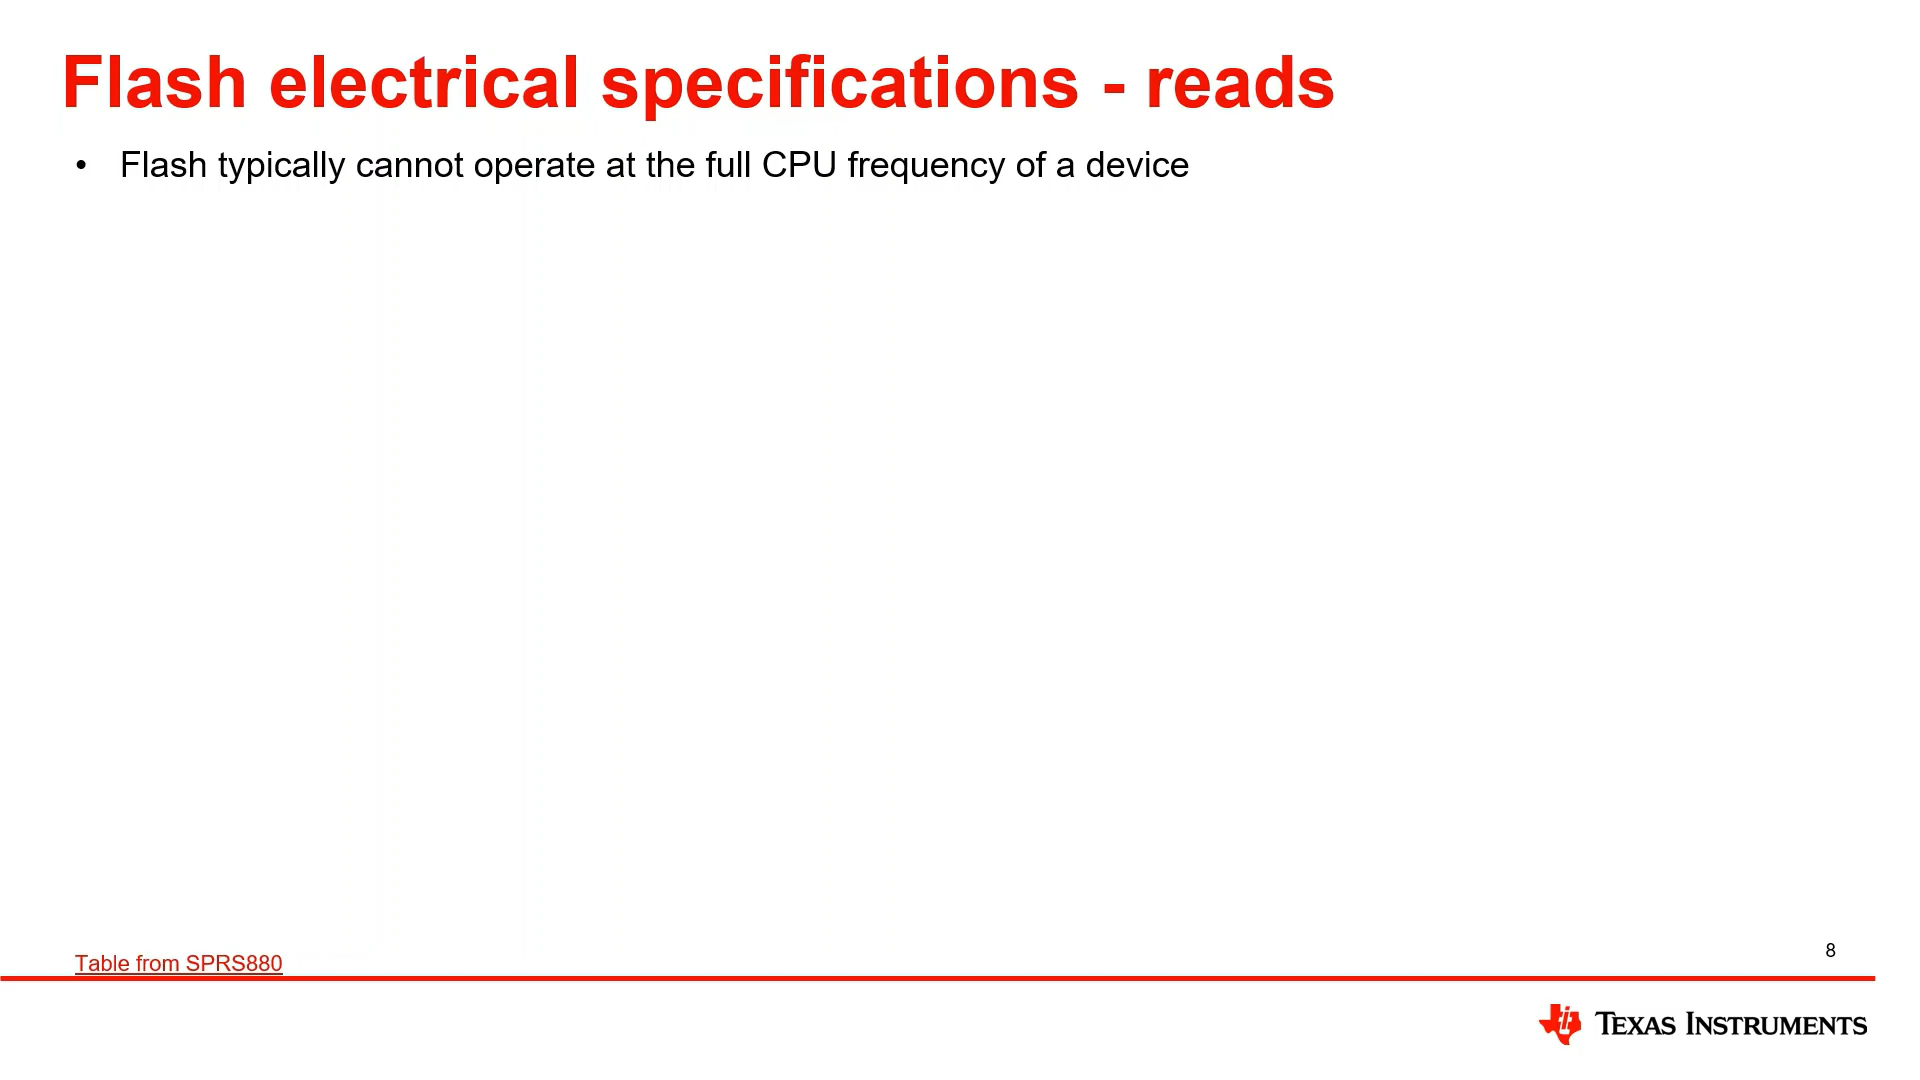 Flash electrical specifications - reads
• Flash typically cannot operate at the full CPU frequency of a device
Table from SPRS880
8
TEXAS INSTRUMENTS